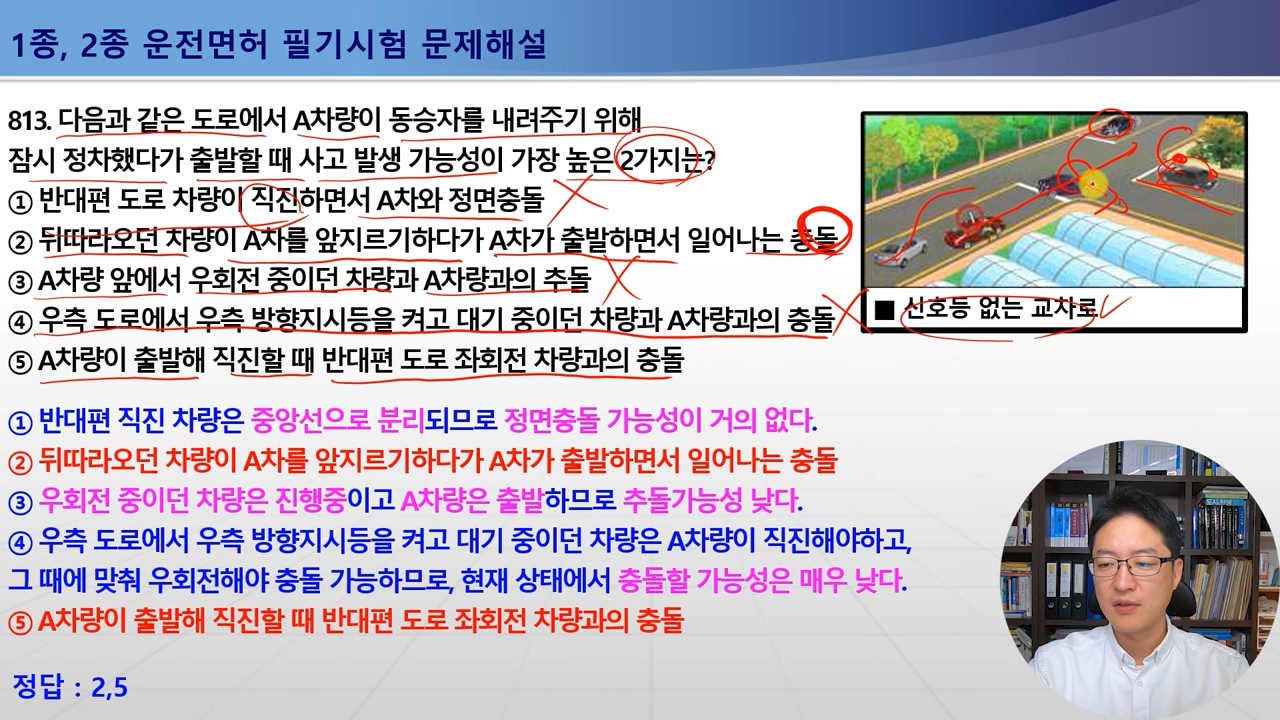 1종, 2종 운전면허 필기시험 문제해설
813. 다음과 같은 도로에서 A차량이 동승자를 내려주기 위해
잠시 정차했다가 출발할 때 사고 발생 가능성이 가장 높은 2가지는?
① 반대편 도로 차량이 직진하면서 A차와 정면충돌
② 뒤따라오던 차량이 A차를 앞지르기하다가 A차가 출발하면서 일어나는 충돌
③ A차량 앞에서 우회전 중이던 차량과 A차량과의 추돌
④ 우측 도로에서 우측 방향지시등을 켜고 대기 중이던 차량과 A차량과의 충돌
⑤ A차량이 출발해 직진할 때 반대편 도로 좌회전 차량과의 충돌
■ 신호등 없는 교차로
① 반대편 직진 차량은 중앙선으로 분리되므로 정면충돌 가능성이 거의 없다.
② 뒤따라오던 차량이 A차를 앞지르기하다가 A차가 출발하면서 일어나는 충돌
③ 우회전 중이던 차량은 진행중이고 A차량은 출발하므로 추돌가능성 낮다.
④ 우측 도로에서 우측 방향지시등을 켜고 대기 중이던 차량은 A차량이 직진해야하고,
그 때에 맞춰 우회전해야 충돌 가능하므로, 현재 상태에서 충돌할 가능성은 매우 낮다.
⑤ A차량이 출발해 직진할 때 반대편 도로 좌회전 차량과의 충돌
정답 : 2,5